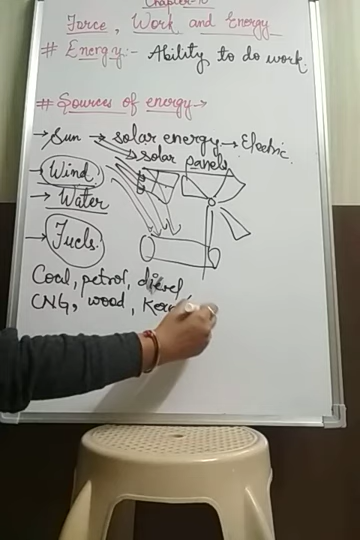 Chapter-10
Force, Work and Energy
# Energy:- Ability to do work.
# Sources of energy→
→ Sun → solar energy → Electric.
→ solar panels
→ Wind
→ Water
→ Fuels.
Coal, petrol, diesel,
CNG, wood, Kero